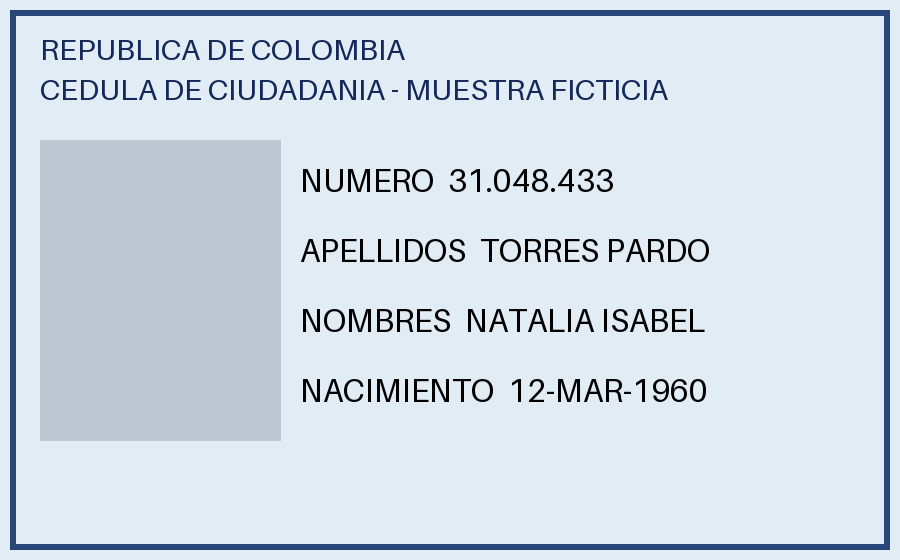 REPUBLICA DE COLOMBIA
CEDULA DE CIUDADANIA - MUESTRA FICTICIA
NUMERO 31.048.433
APELLIDOS TORRES PARDO
NOMBRES NATALIA ISABEL
NACIMIENTO 12-MAR-1960